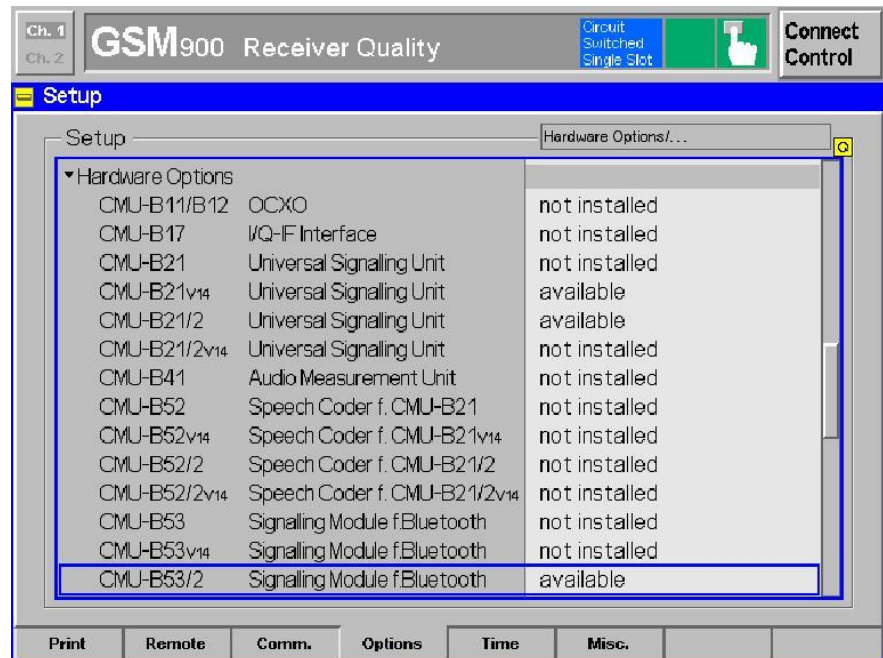 Ch. 1
Ch. 2
GSM900 Receiver Quality
Circuit
Switched
Single Slot
Connect
Control
Setup
Setup
Hardware Options/...
Q
Hardware Options
CMU-B11/B12 OCXO not installed
CMU-B17 I/Q-IF Interface not installed
CMU-B21 Universal Signaling Unit not installed
CMU-B21v14 Universal Signaling Unit available
CMU-B21/2 Universal Signaling Unit available
CMU-B21/2v14 Universal Signaling Unit not installed
CMU-B41 Audio Measurement Unit not installed
CMU-B52 Speech Coder f. CMU-B21 not installed
CMU-B52v14 Speech Coder f. CMU-B21v14 not installed
CMU-B52/2 Speech Coder f. CMU-B21/2 not installed
CMU-B52/2v14 Speech Coder f. CMU-B21/2v14 not installed
CMU-B53 Signaling Module f.Bluetooth not installed
CMU-B53v14 Signaling Module f.Bluetooth not installed
CMU-B53/2 Signaling Module f.Bluetooth available
Print Remote Comm. Options Time Misc.